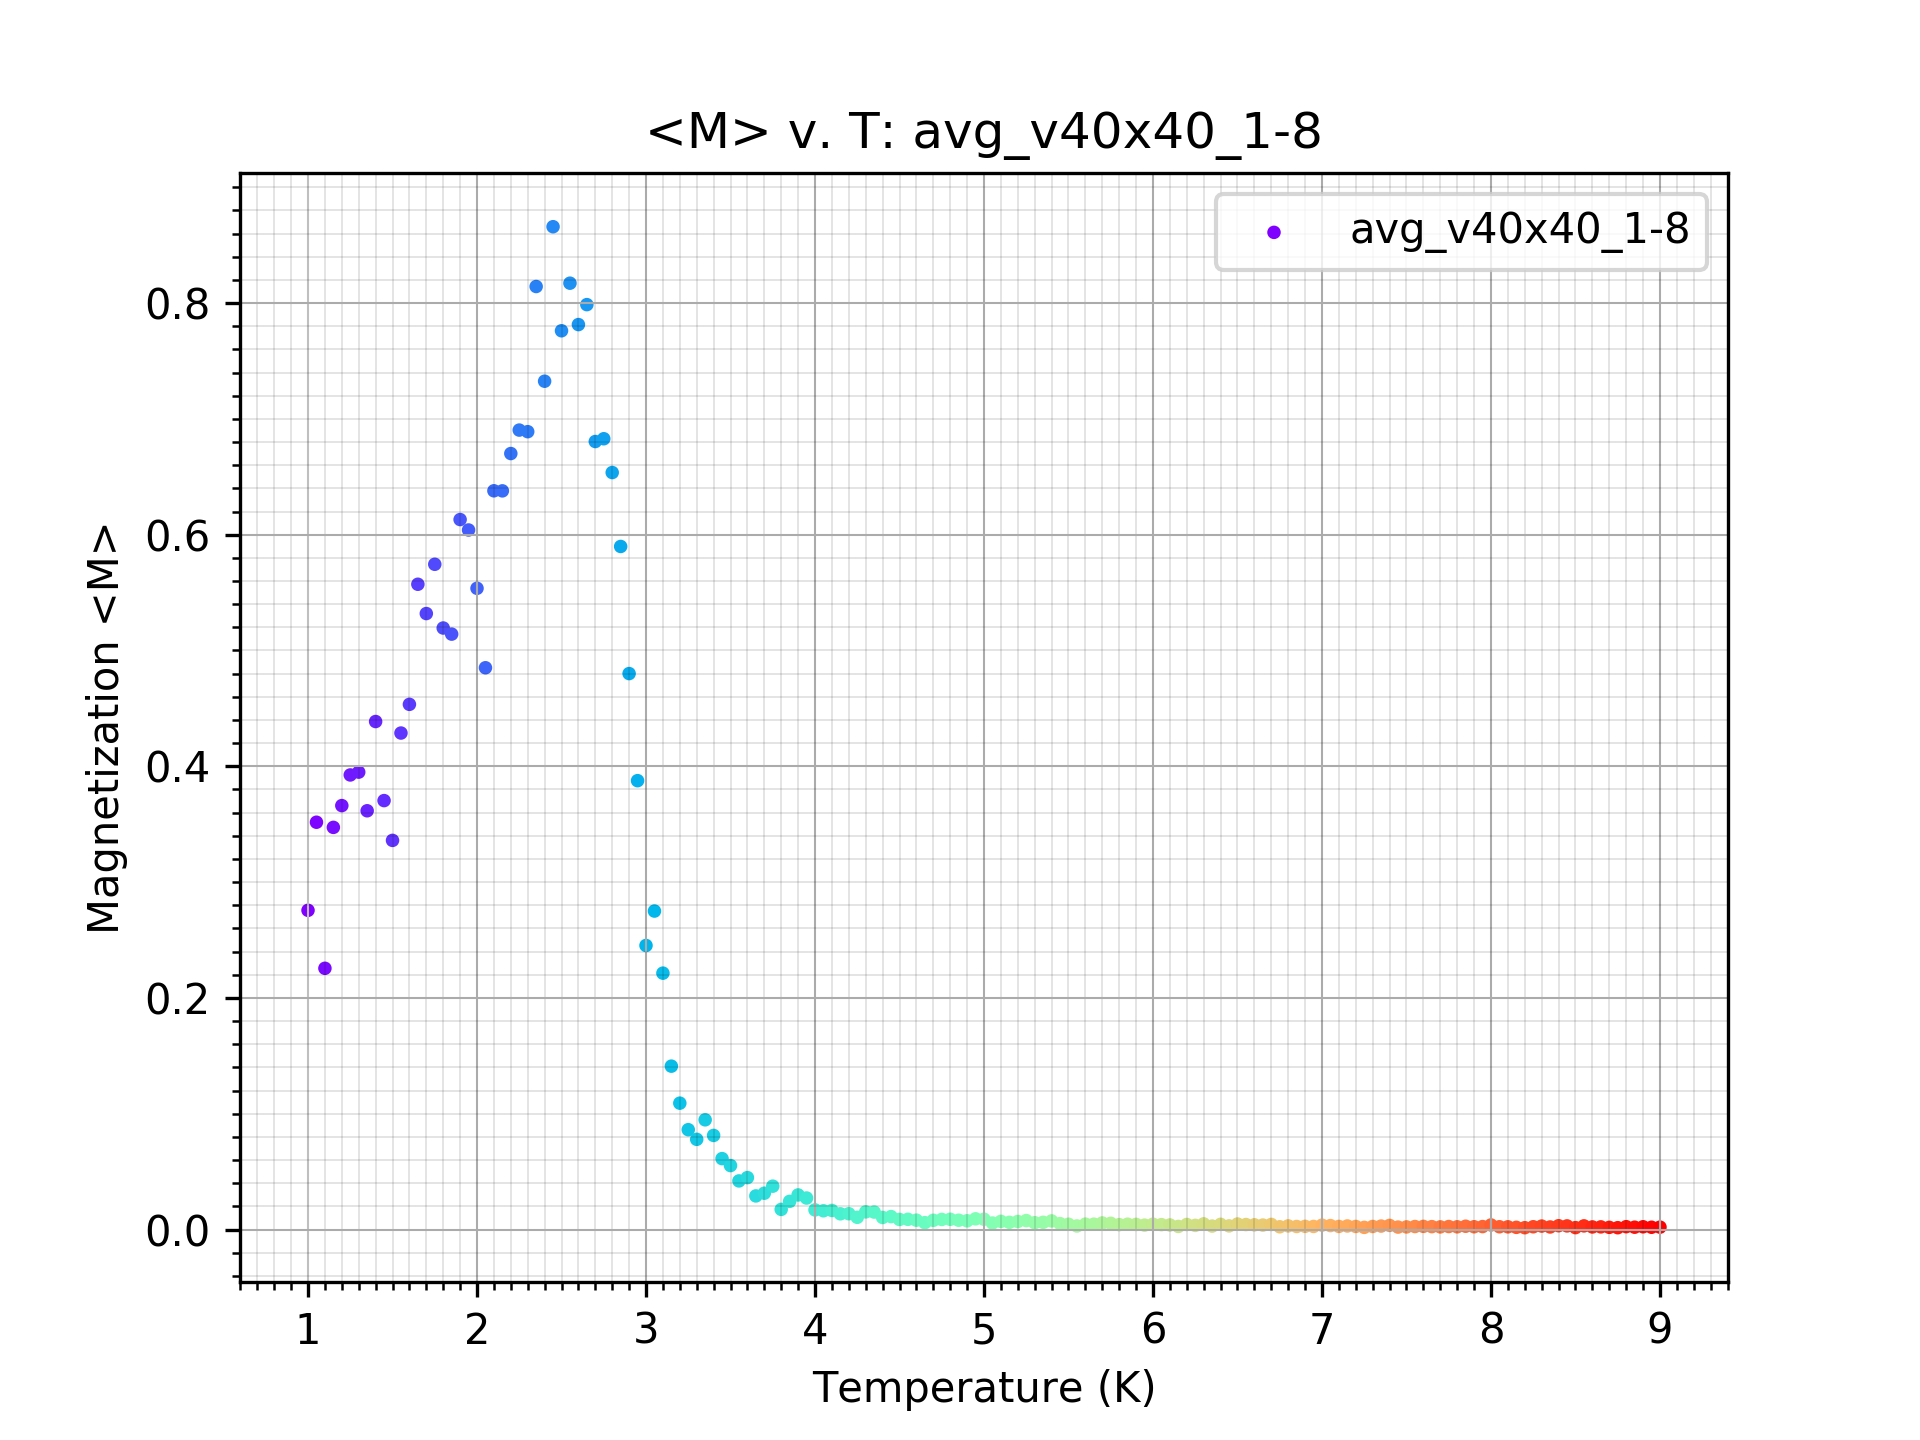 <M> v. T: avg_v40x40_1-8
avg_v40x40_1-8
Magnetization <M>
0.8
0.6
0.4
0.2
0.0
1 2 3 4 5 6 7 8 9
Temperature (K)